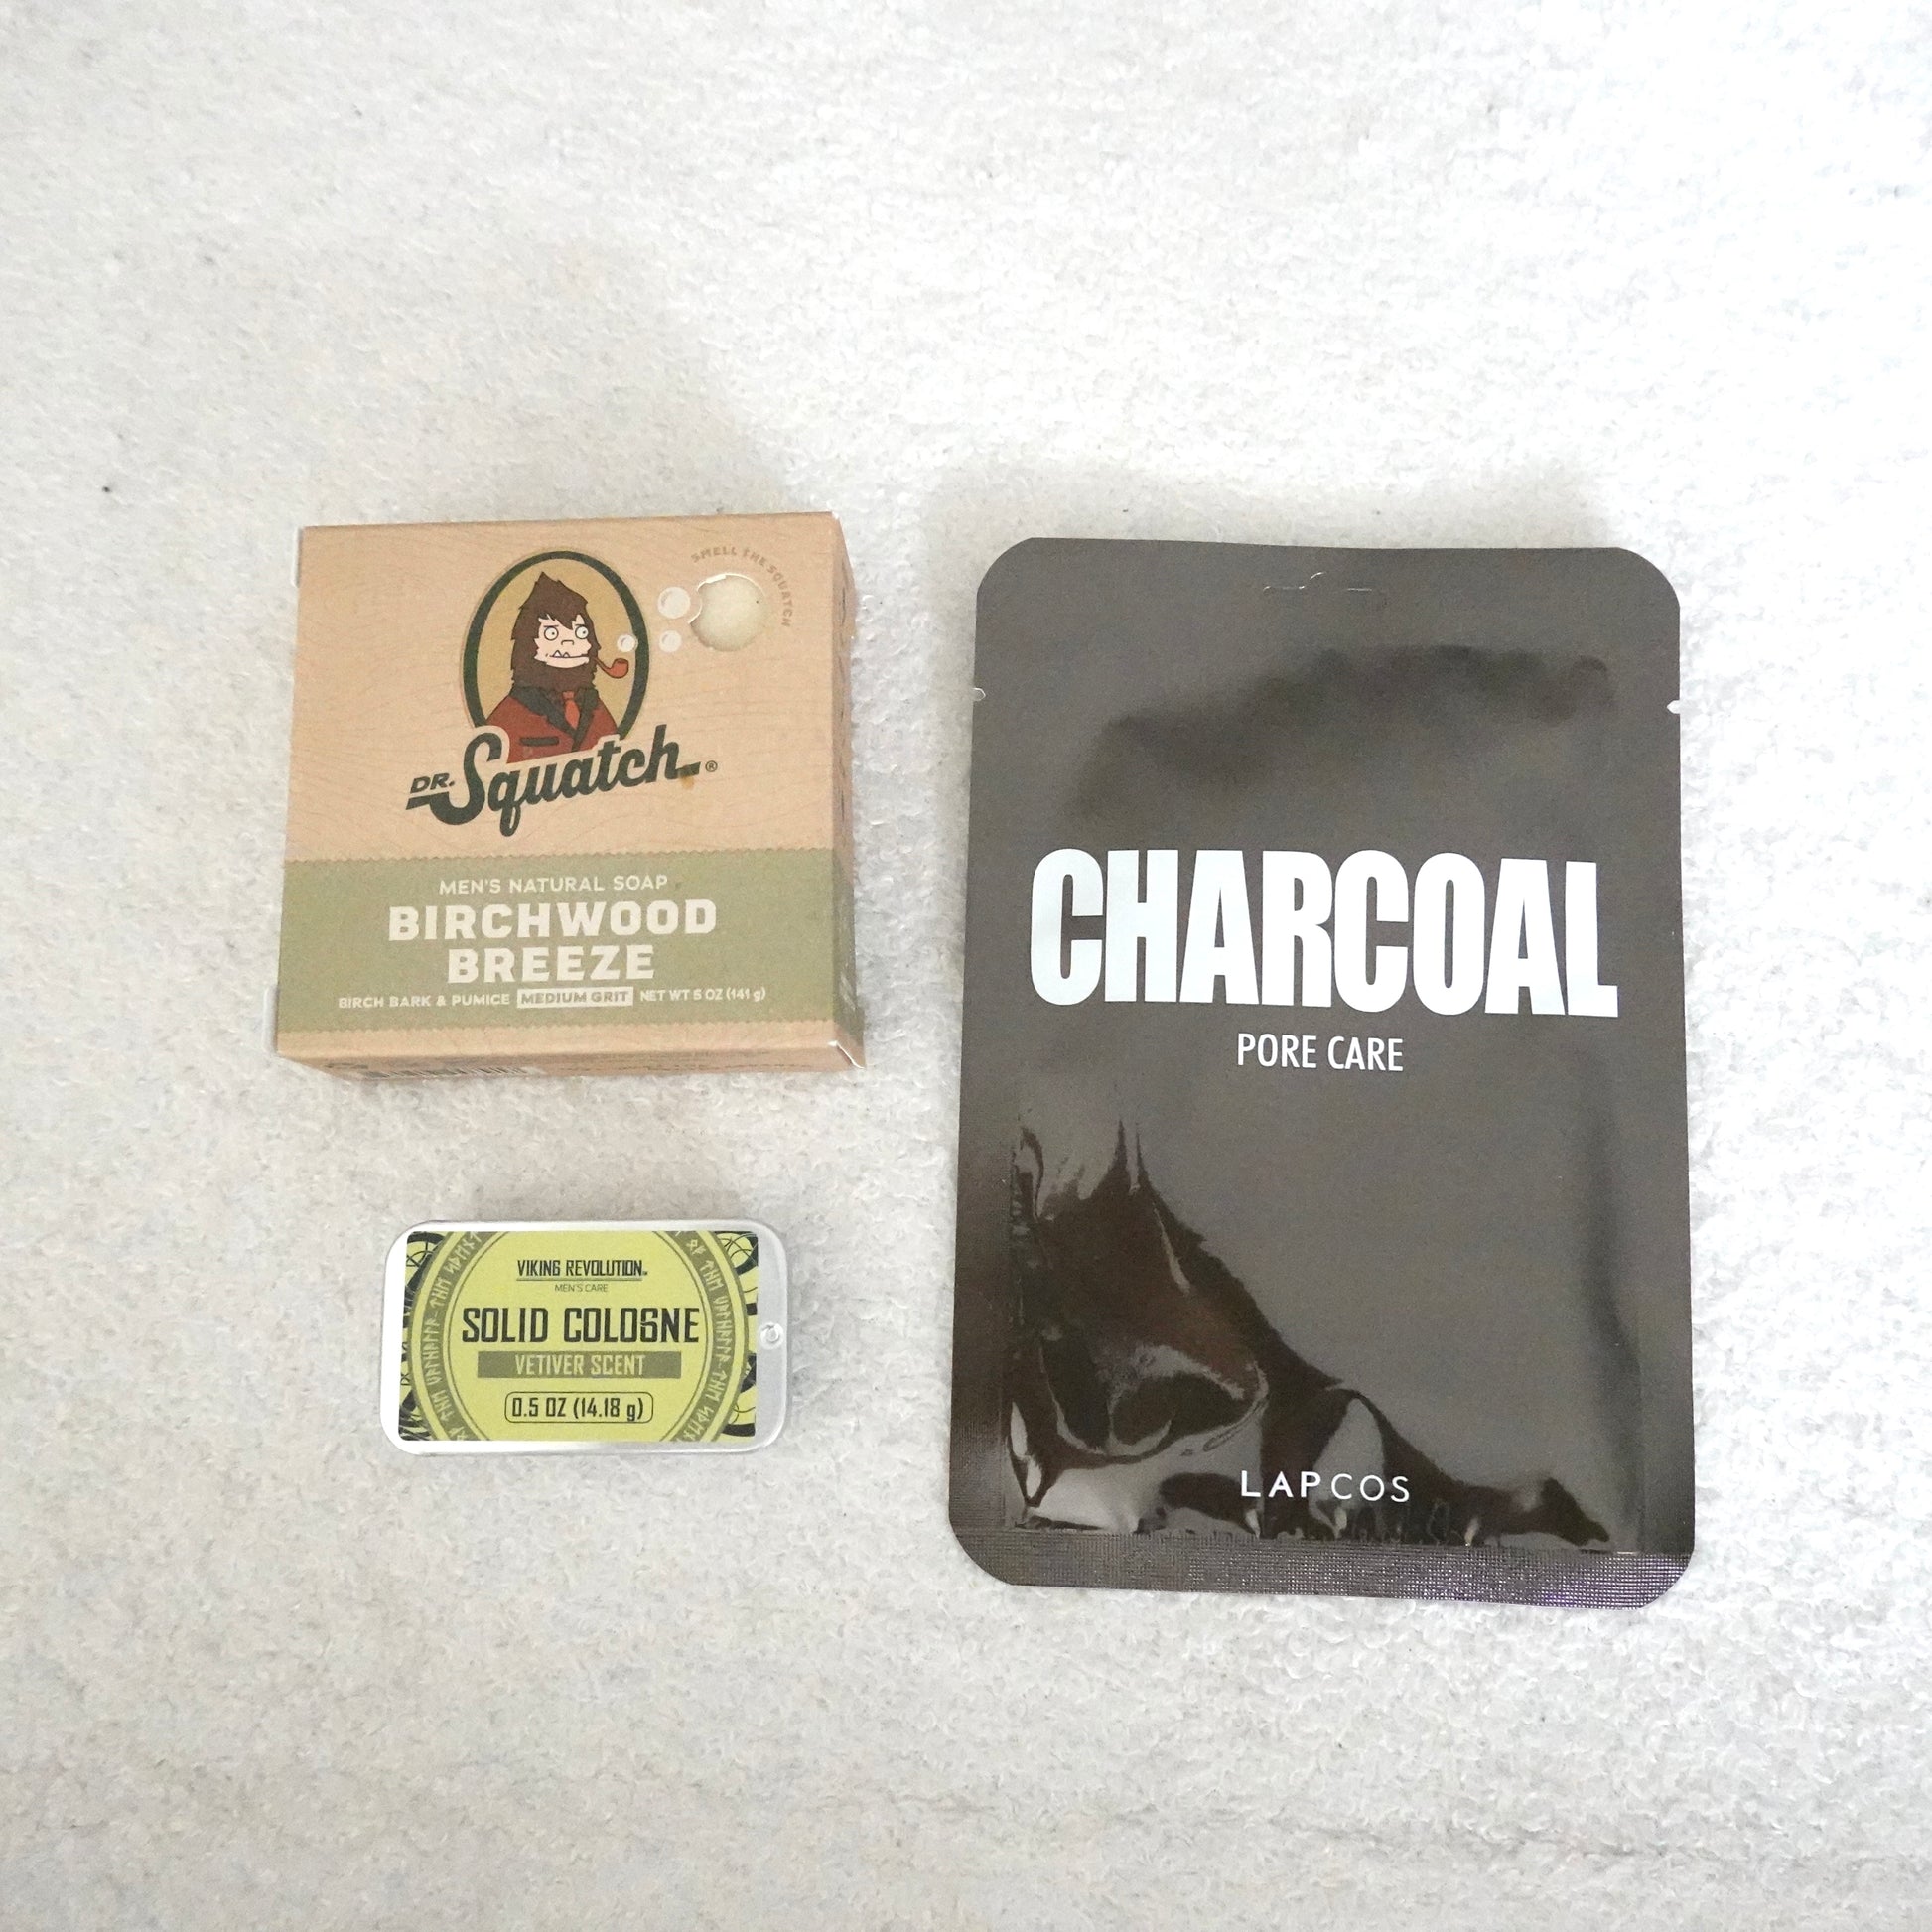 SMELL THE SQUATCH
DR. Squatch®
MEN'S NATURAL SOAP
BIRCHWOOD
BREEZE
BIRCH BARK & PUMICE MEDIUM GRIT NET WT 5 OZ (141 g)
VIKING REVOLUTION™
MEN'S CARE
SOLID COLOGNE
VETIVER SCENT
0.5 OZ (14.18 g)
CHARCOAL
PORE CARE
LAPCOS